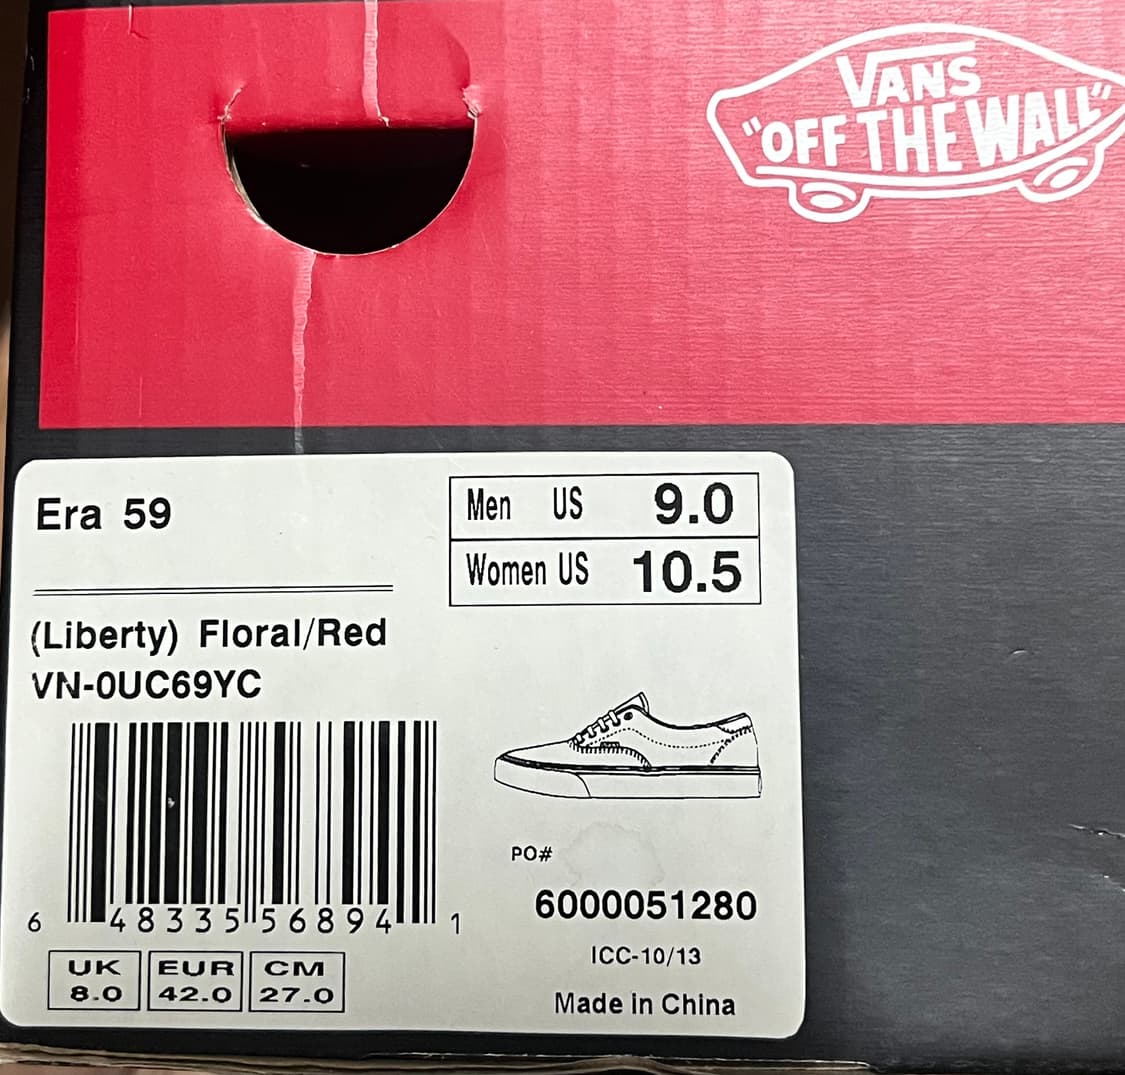 VANS
"OFF THE WALL"
Era 59
Men US 9.0
Women US 10.5
(Liberty) Floral/Red
VN-0UC69YC
6 48335 56894 1
PO#
6000051280
ICC-10/13
Made in China
UK EUR CM
8.0 42.0 27.0